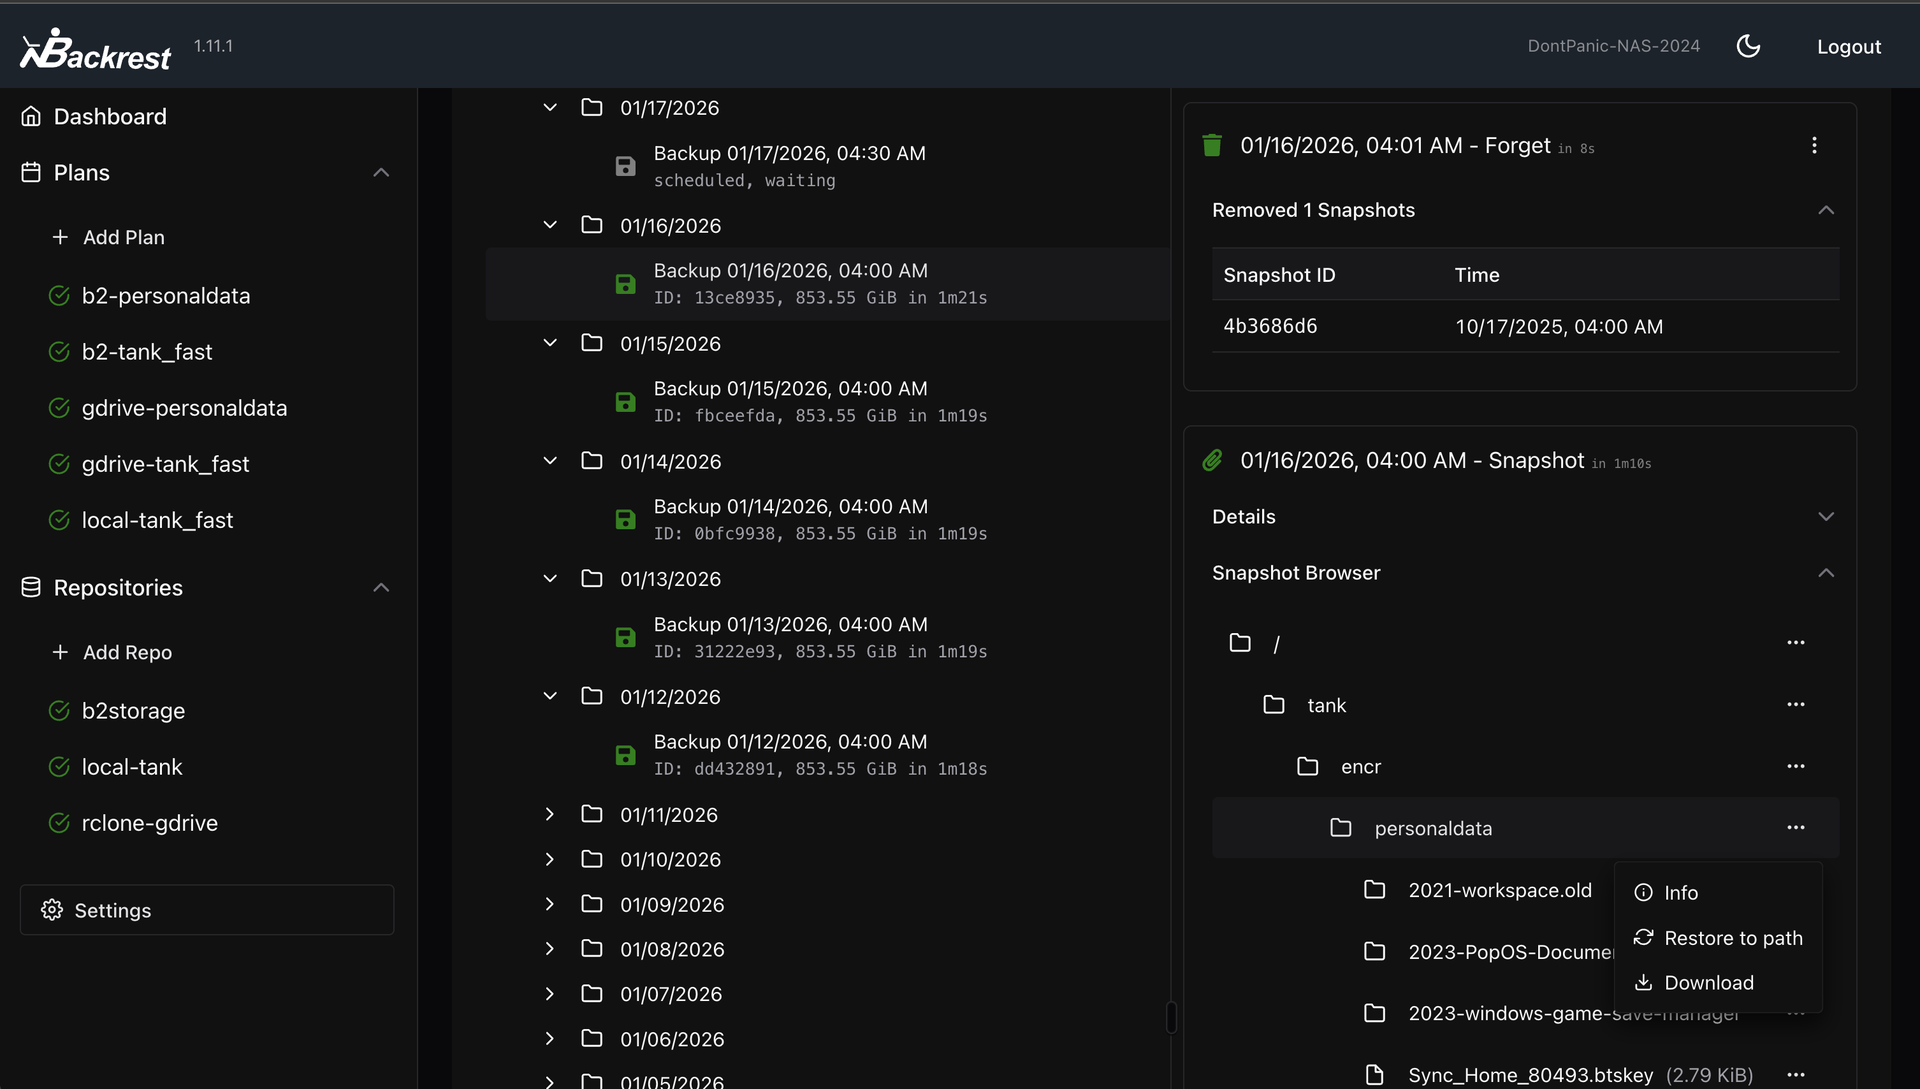 Backrest 1.11.1
DontPanic-NAS-2024
Logout
Dashboard
Plans
Add Plan
b2-personaldata
b2-tank_fast
gdrive-personaldata
gdrive-tank_fast
local-tank_fast
Repositories
Add Repo
b2storage
local-tank
rclone-gdrive
Settings
01/17/2026
Backup 01/17/2026, 04:30 AM
scheduled, waiting
01/16/2026
Backup 01/16/2026, 04:00 AM
ID: 13ce8935, 853.55 GiB in 1m21s
01/15/2026
Backup 01/15/2026, 04:00 AM
ID: fbceefda, 853.55 GiB in 1m19s
01/14/2026
Backup 01/14/2026, 04:00 AM
ID: 0bfc9938, 853.55 GiB in 1m19s
01/13/2026
Backup 01/13/2026, 04:00 AM
ID: 31222e93, 853.55 GiB in 1m19s
01/12/2026
Backup 01/12/2026, 04:00 AM
ID: dd432891, 853.55 GiB in 1m18s
01/11/2026
01/10/2026
01/09/2026
01/08/2026
01/07/2026
01/06/2026
01/05/2026
01/16/2026, 04:01 AM - Forget in 8s
Removed 1 Snapshots
Snapshot ID Time
4b3686d6 10/17/2025, 04:00 AM
01/16/2026, 04:00 AM - Snapshot in 1m10s
Details
Snapshot Browser
/
tank
encr
personaldata
2021-workspace.old
2023-PopOS-Documen
2023-windows-game-save-manager
Sync_Home_80493.btskey (2.79 KiB)
Info
Restore to path
Download